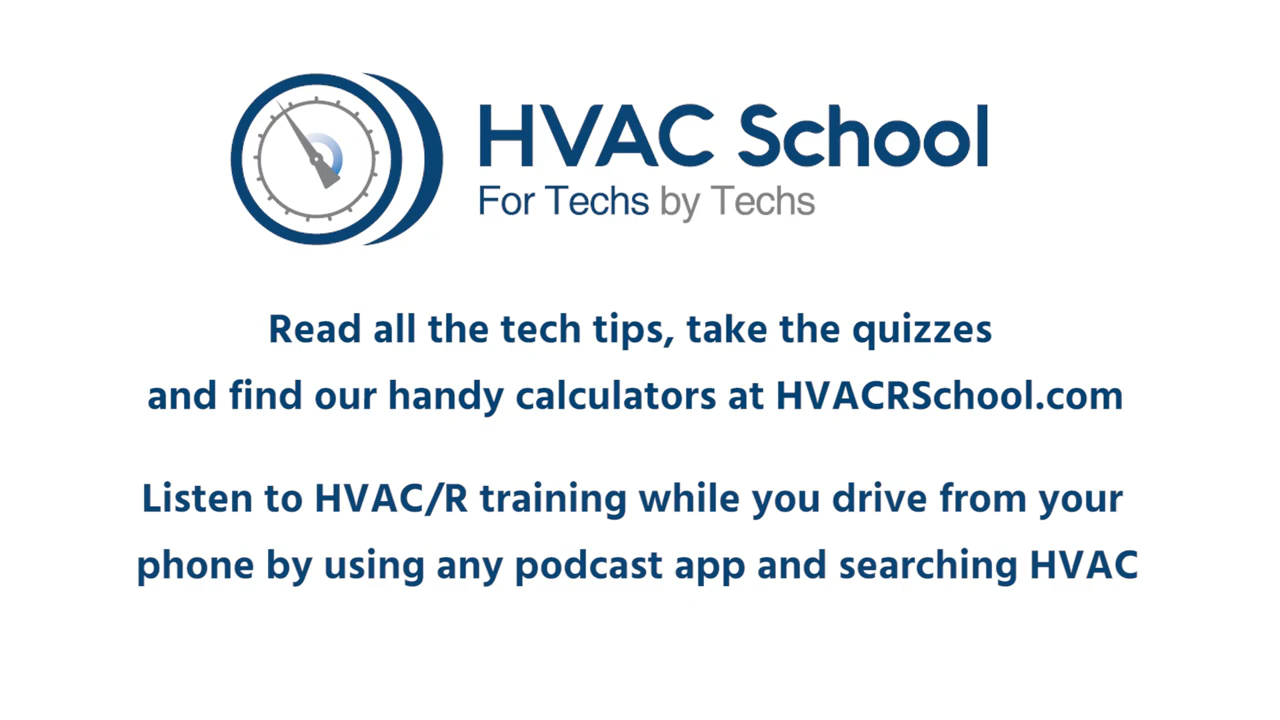 HVAC School
For Techs by Techs
Read all the tech tips, take the quizzes
and find our handy calculators at HVACRSchool.com
Listen to HVAC/R training while you drive from your
phone by using any podcast app and searching HVAC